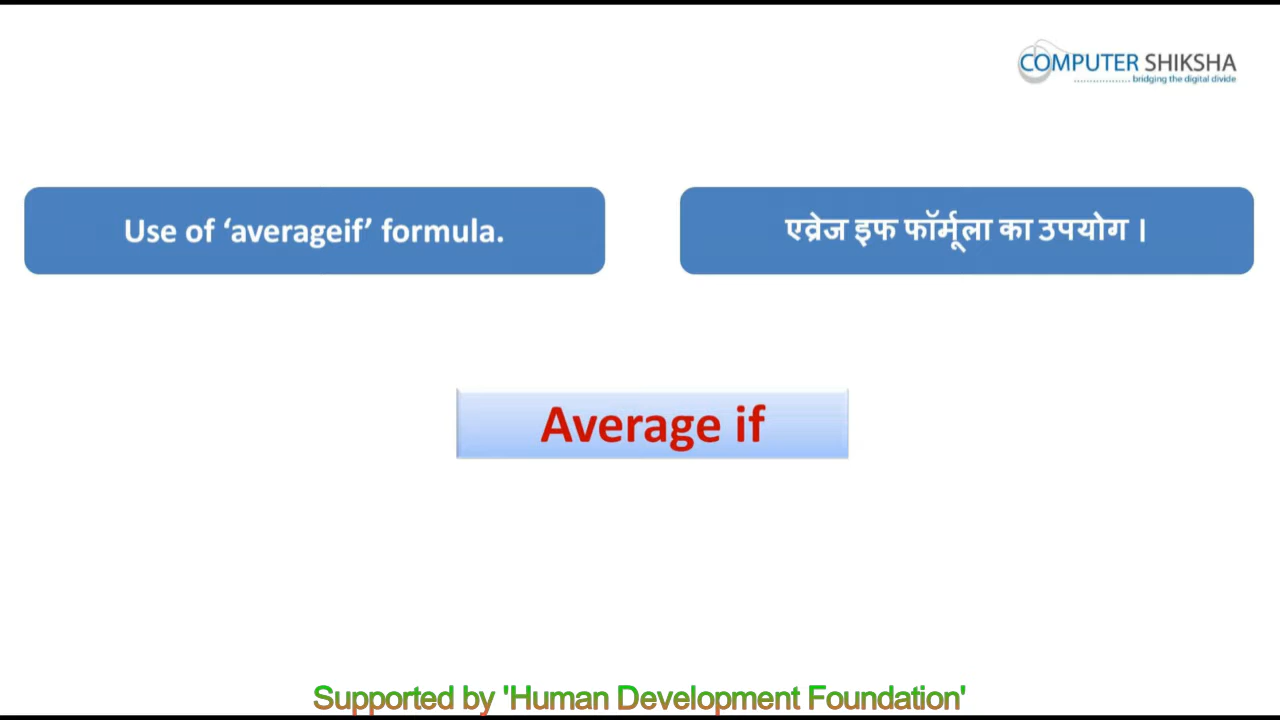 COMPUTER SHIKSHA
bridging the digital divide
Use of ‘averageif’ formula.
एव्रेज इफ फॉर्मूला का उपयोग ।
Average if
Supported by 'Human Development Foundation'